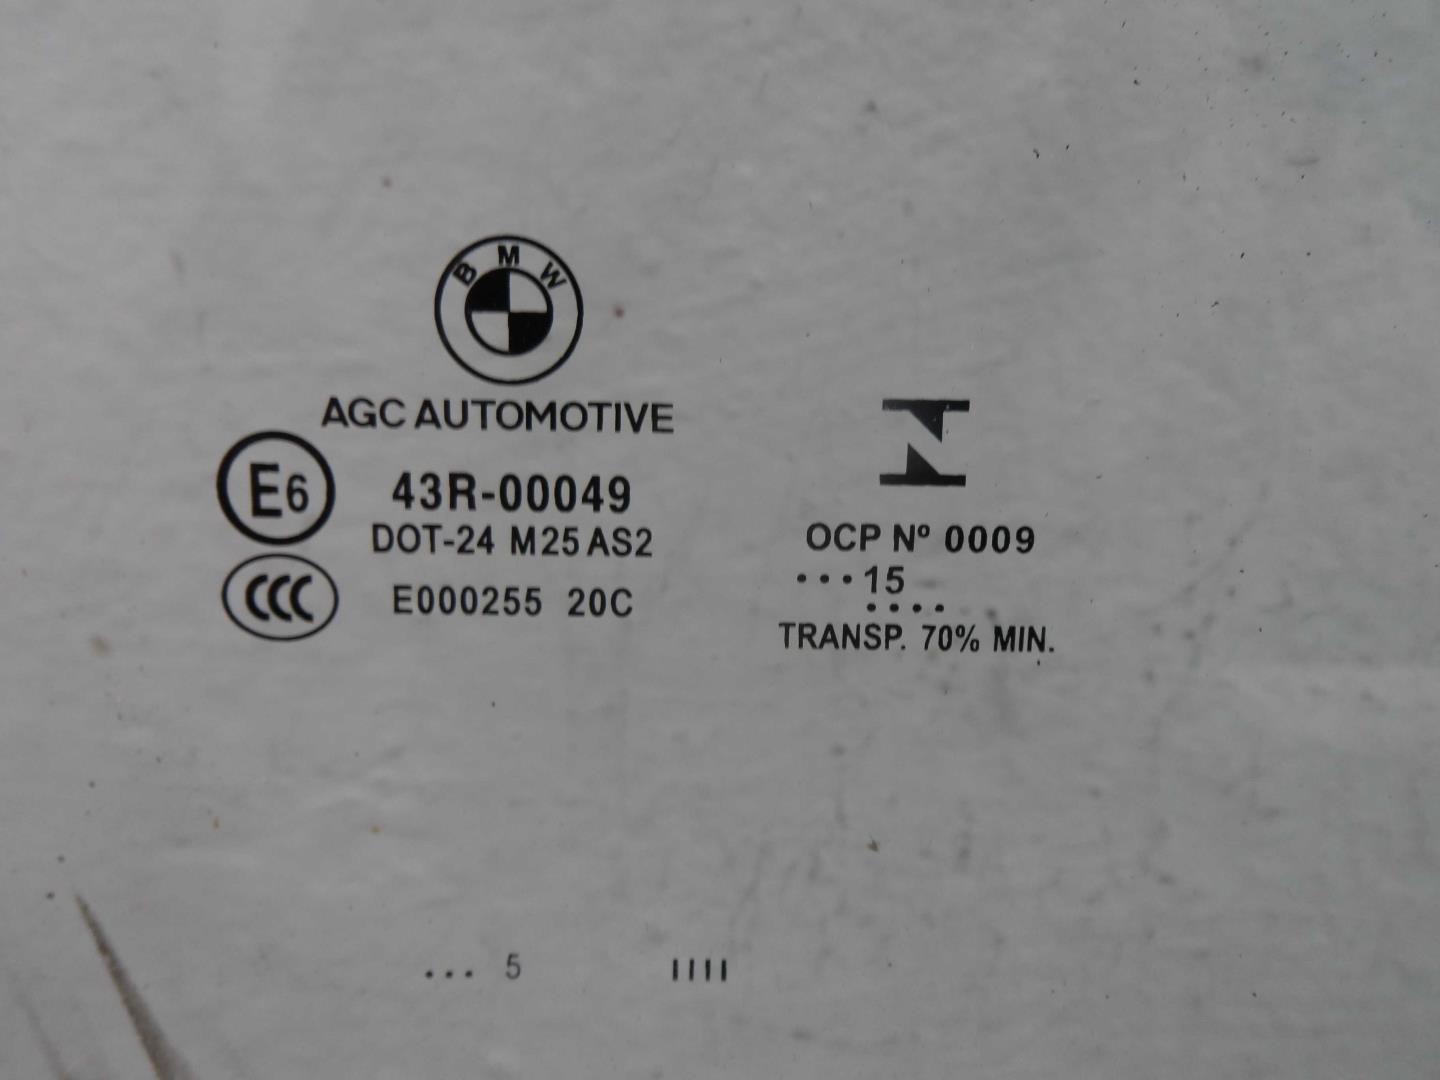 BMW
AGC AUTOMOTIVE
E6
43R-00049
DOT-24 M25 AS2
CCC
E000255 20C
OCP Nº 0009
···15
····
TRANSP. 70% MIN.
... 5 IIII